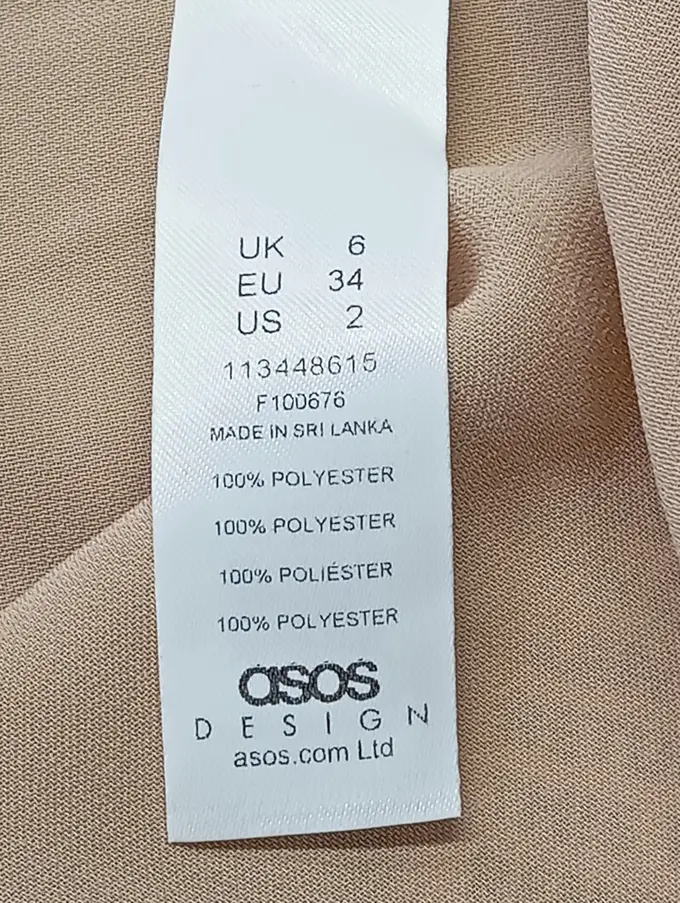 UK 6
EU 34
US 2
113448615
F100676
MADE IN SRI LANKA
100% POLYESTER
100% POLYESTER
100% POLIÉSTER
100% POLYESTER
asos
DESIGN
asos.com Ltd